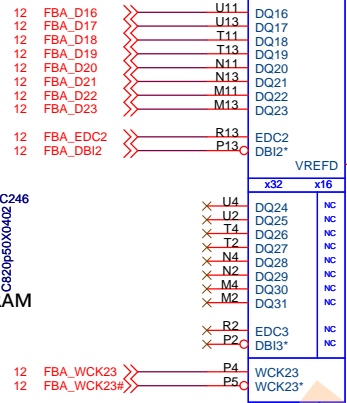 12 FBA_D16 U11 DQ16
12 FBA_D17 U13 DQ17
12 FBA_D18 T11 DQ18
12 FBA_D19 T13 DQ19
12 FBA_D20 N11 DQ20
12 FBA_D21 N13 DQ21
12 FBA_D22 M11 DQ22
12 FBA_D23 M13 DQ23
12 FBA_EDC2 R13 EDC2
12 FBA_DBI2 P13 DBI2*
VREFD
x32 x16
C246
C820p50X0402
U4 DQ24 NC
U2 DQ25 NC
T4 DQ26 NC
T2 DQ27 NC
N4 DQ28 NC
N2 DQ29 NC
M4 DQ30 NC
M2 DQ31 NC
AM
R2 EDC3 NC
P2 DBI3* NC
12 FBA_WCK23 P4 WCK23
12 FBA_WCK23# P5 WCK23*